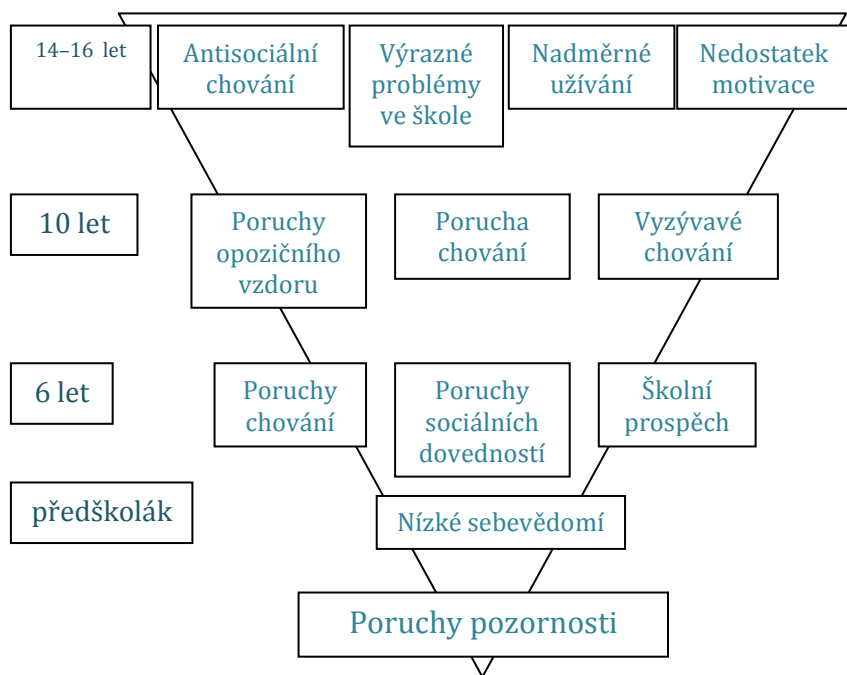 14–16 let
Antisociální
chování
Výrazné
problémy
ve škole
Nadměrné
užívání
Nedostatek
motivace
10 let
Poruchy
opozičního
vzdoru
Porucha
chování
Vyzývavé
chování
6 let
Poruchy
chování
Poruchy
sociálních
dovedností
Školní
prospěch
předškolák
Nízké sebevědomí
Poruchy pozornosti